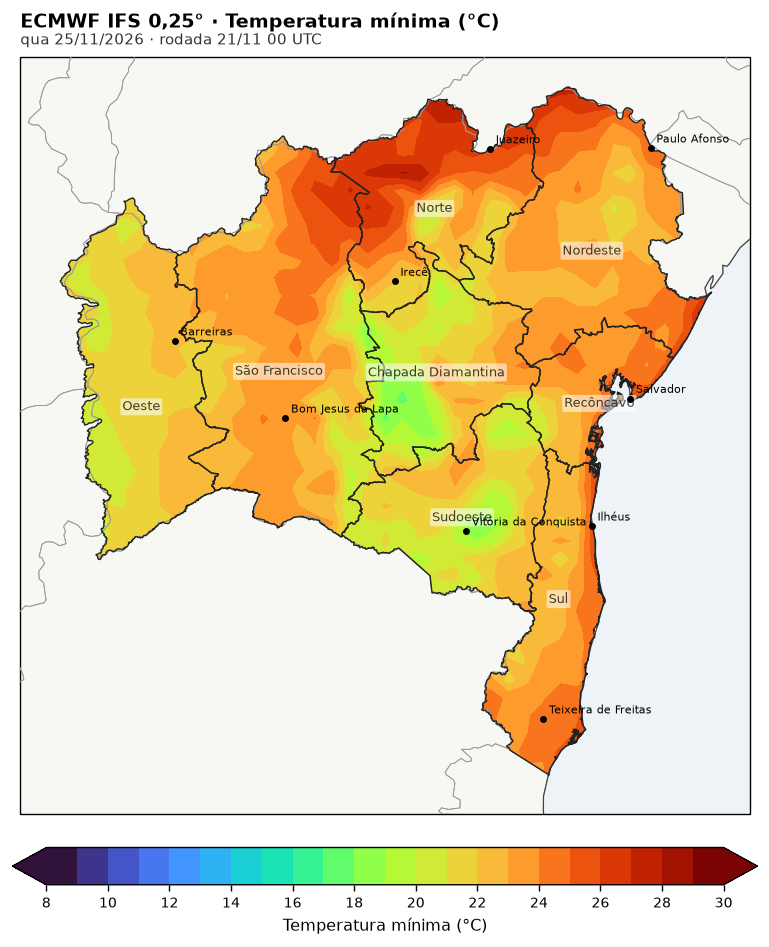 ECMWF IFS 0,25° · Temperatura mínima (°C)
qua 25/11/2026 · rodada 21/11 00 UTC
Juazeiro
Paulo Afonso
Norte
Nordeste
Irecê
Barreiras
São Francisco
Chapada Diamantina
Salvador
Recôncavo
Oeste
Bom Jesus da Lapa
Sudoeste
Vitória da Conquista
Ilhéus
Sul
Teixeira de Freitas
8 10 12 14 16 18 20 22 24 26 28 30
Temperatura mínima (°C)